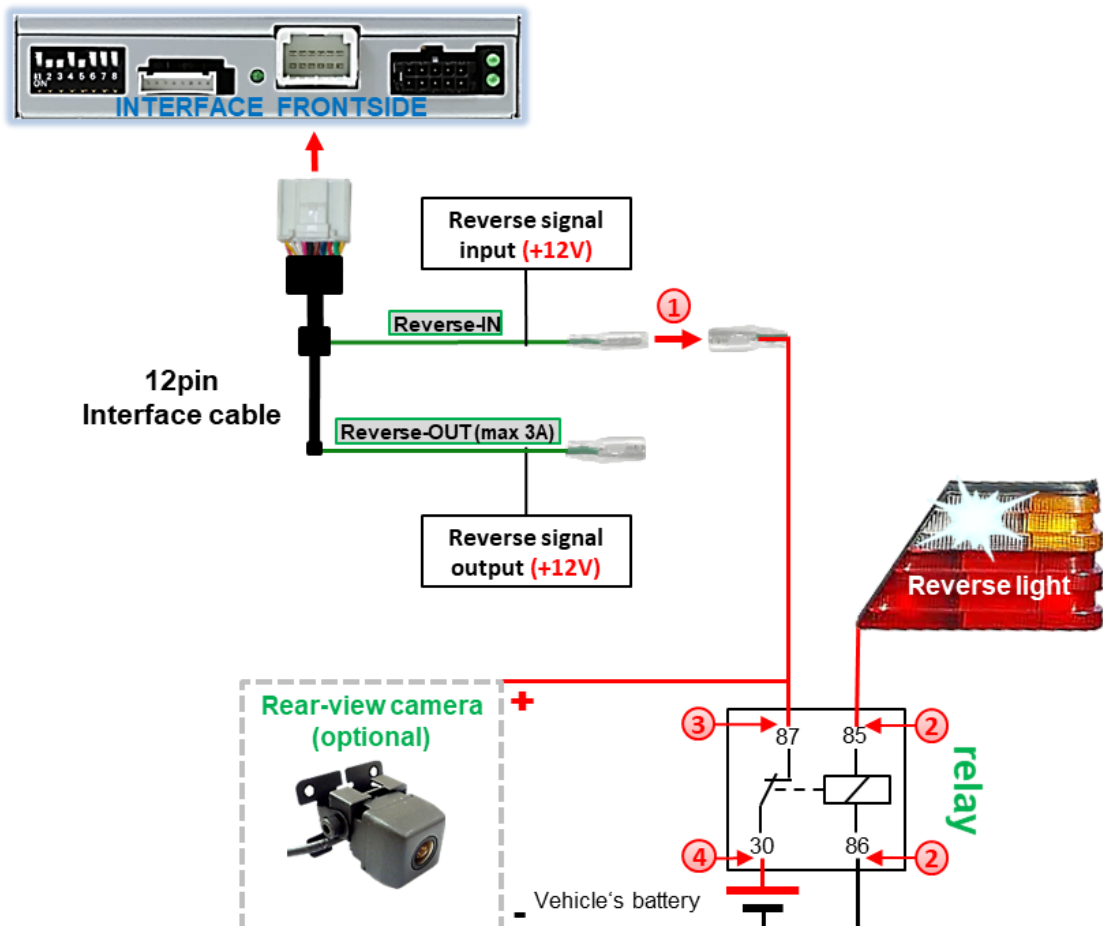 1 2 3 4 5 6 7 8
ON
INTERFACE FRONTSIDE
Reverse signal
input (+12V)
1
Reverse-IN
12pin
Interface cable
Reverse-OUT (max 3A)
Reverse signal
output (+12V)
Reverse light
Rear-view camera
(optional)
+
3
87
85
2
relay
4
30
86
2
- Vehicle‘s battery